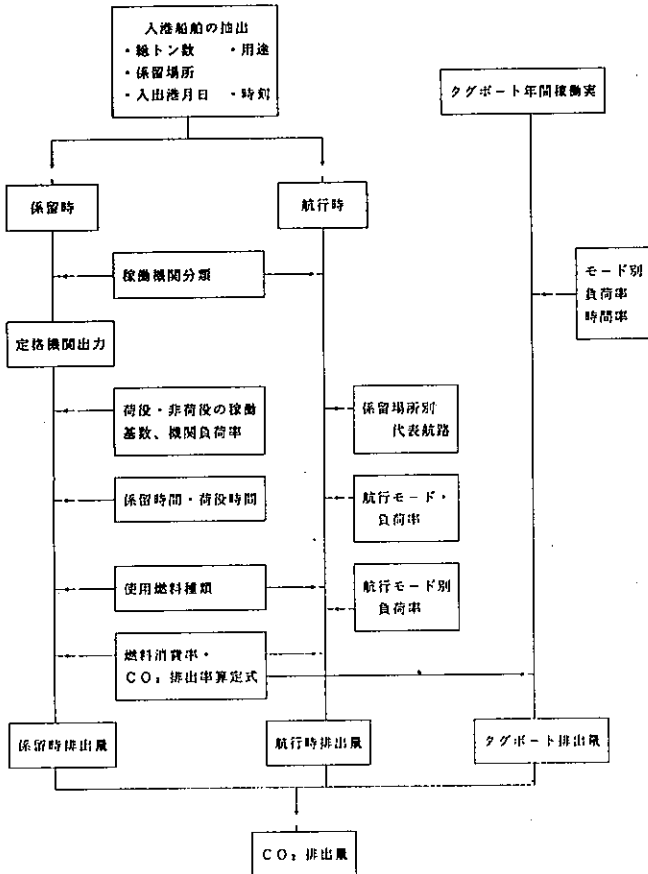 入港船舶の抽出
・総トン数 ・用途
・係留場所
・入出港月日 ・時刻
タグボート年間稼働実
係留時
航行時
稼働機関分類
モード別
負荷率
時間率
定格機関出力
荷役・非荷役の稼働
基数、機関負荷率
係留場所別
代表航路
係留時間・荷役時間
航行モード・
負荷率
使用燃料種類
航行モード別
負荷率
燃料消費率・
CO₂排出率算定式
係留時排出量
航行時排出量
タグボート排出量
CO₂排出量